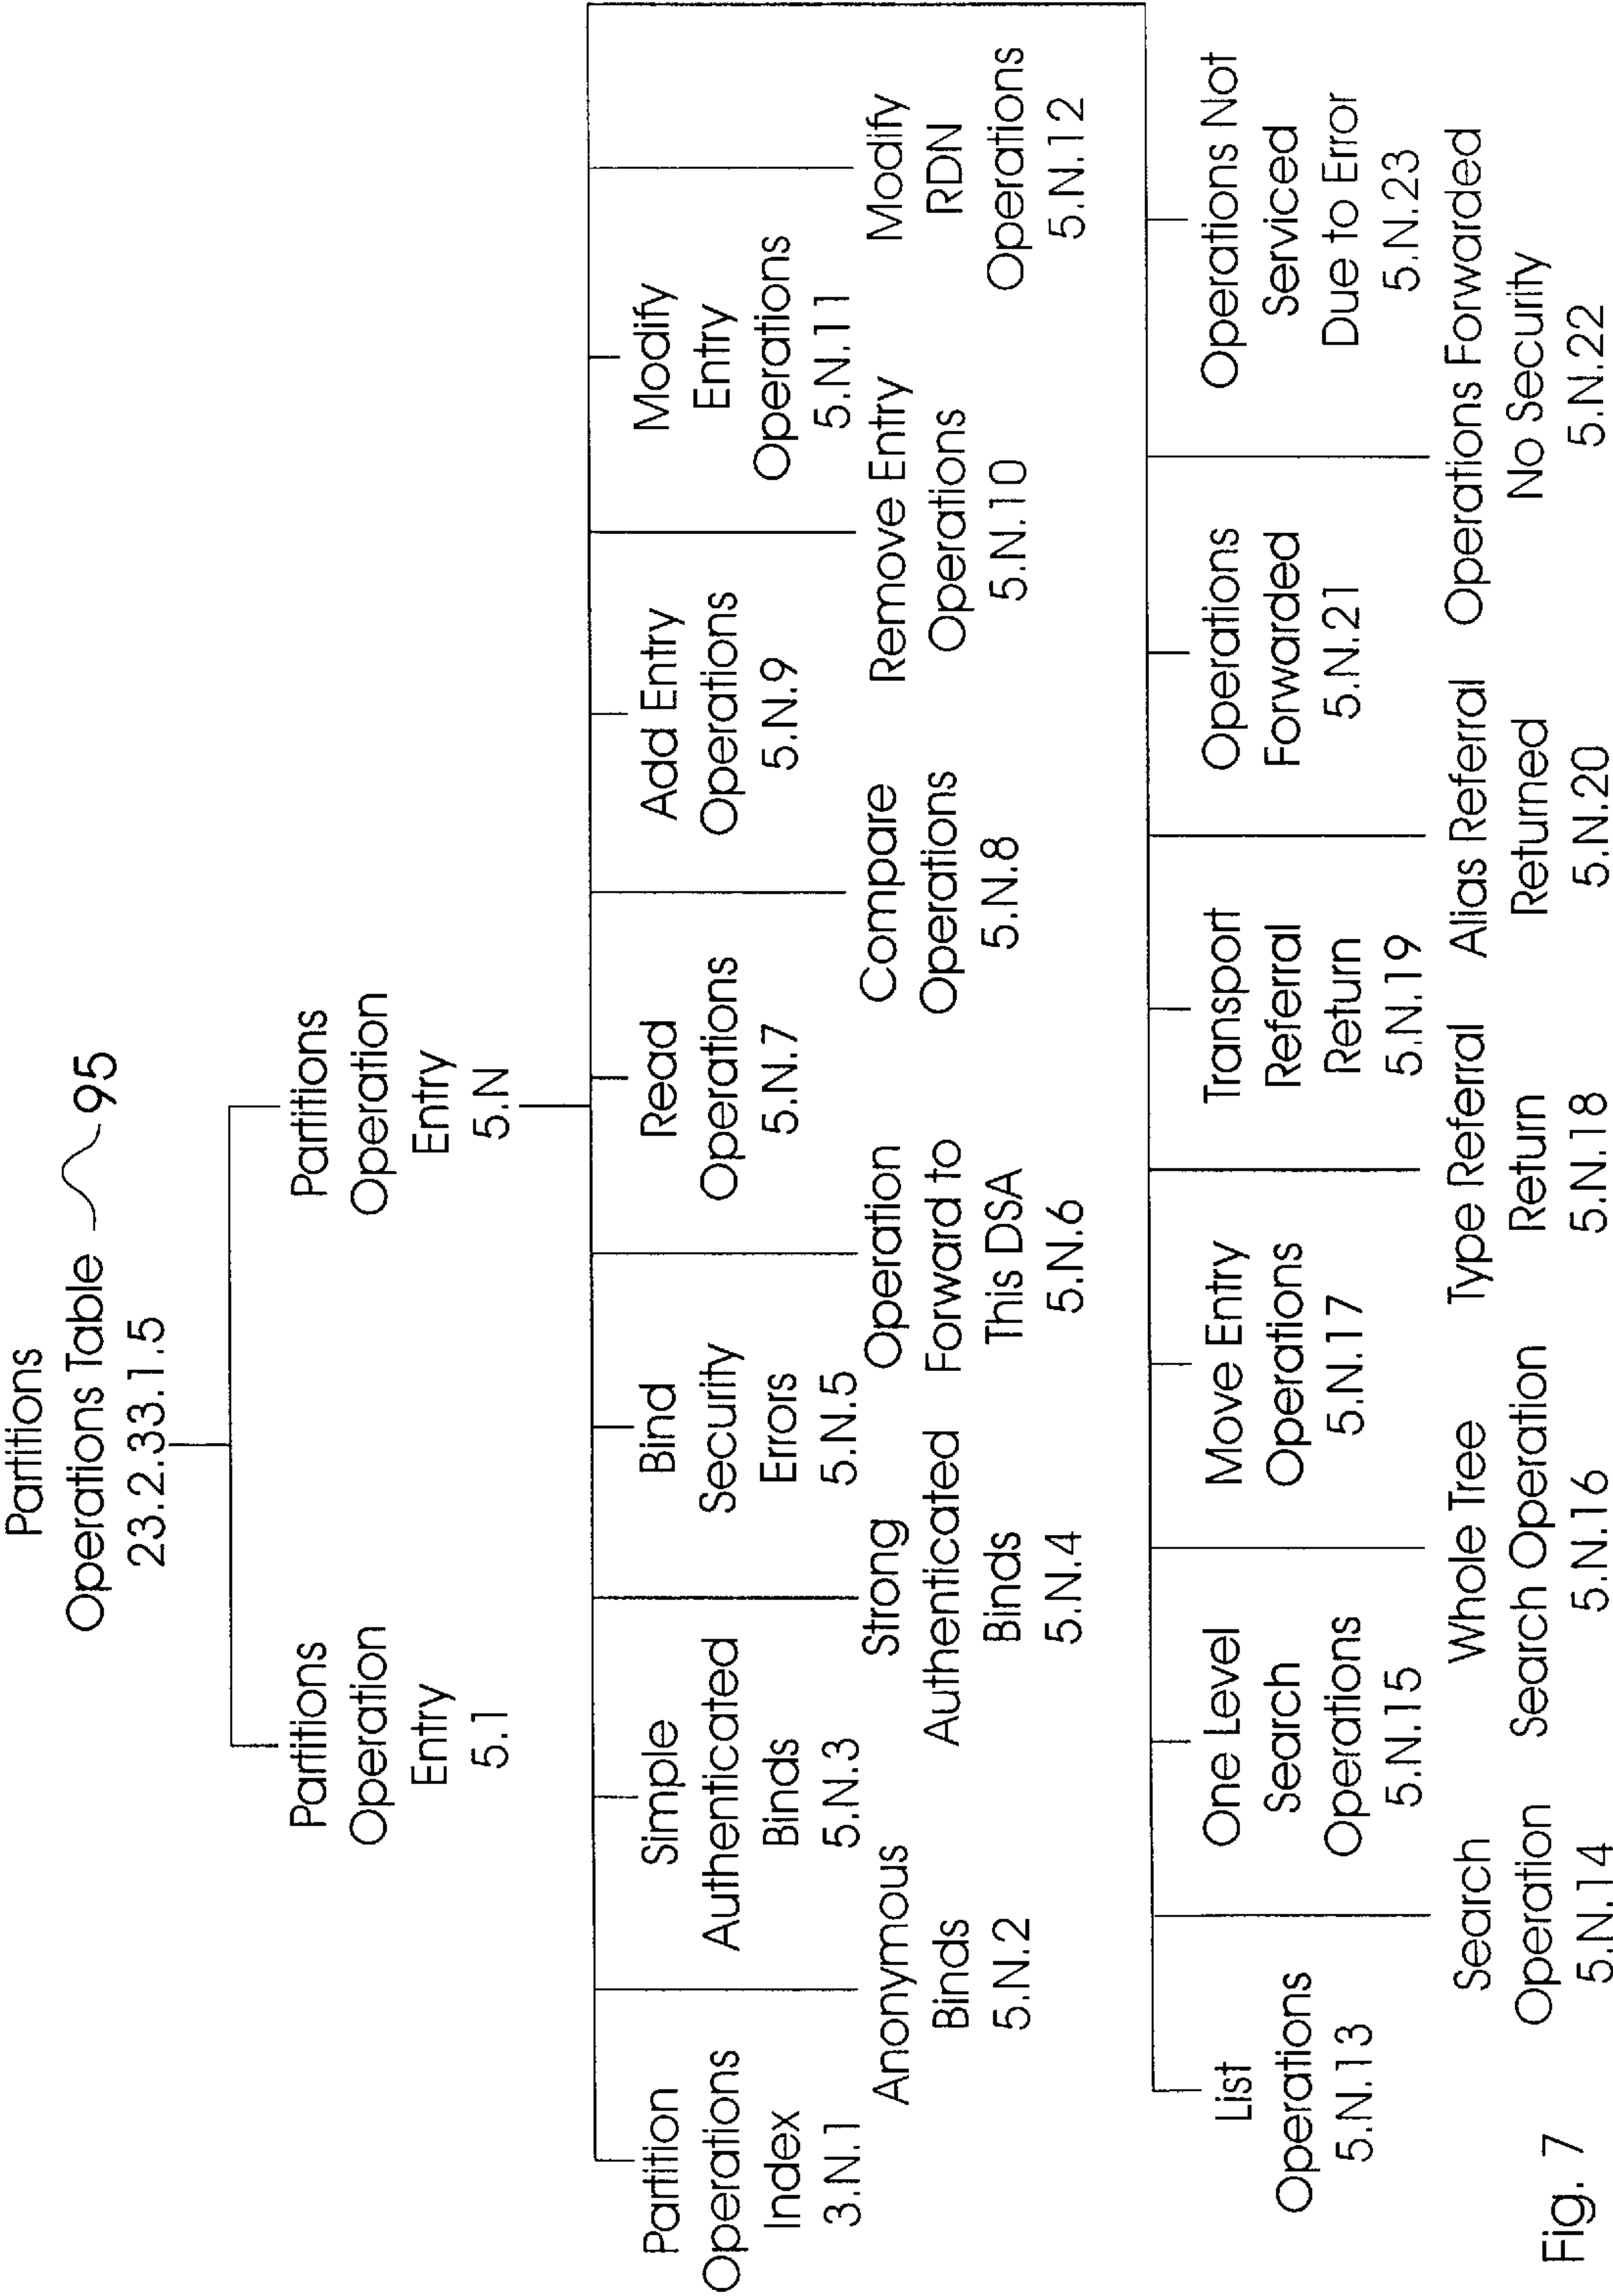 Partitions
Operations Table 95
23.2.33.1.5
Partitions
Operation
Entry
5.1
Partitions
Operation
Entry
5.N
Partition
Operations
Index
3.N.1
Anonymous
Binds
5.N.2
Simple
Authenticated
Binds
5.N.3
Strong
Authenticated
Binds
5.N.4
Bind
Security
Errors
5.N.5
Operation
Forward to
This DSA
5.N.6
Read
Operations
5.N.7
Compare
Operations
5.N.8
Add Entry
Operations
5.N.9
Remove Entry
Operations
5.N.10
Modify
Entry
Operations
5.N.11
Modify
RDN
Operations
5.N.12
List
Operations
5.N.13
Search
Operation
5.N.14
One Level
Search
Operations
5.N.15
Whole Tree
Search Operation
5.N.16
Move Entry
Operations
5.N.17
Type Referral
Return
5.N.18
Transport
Referral
Return
5.N.19
Alias Referral
Returned
5.N.20
Operations
Forwarded
5.N.21
Operations Forwarded
No Security
5.N.22
Operations Not
Serviced
Due to Error
5.N.23
Fig. 7